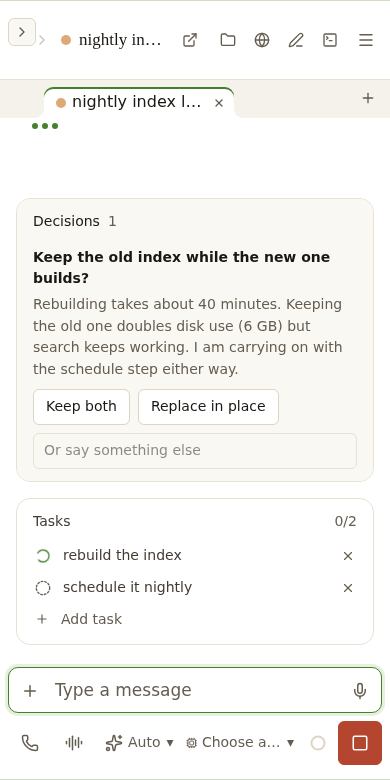 nightly in…
nightly index l…
Decisions 1
Keep the old index while the new one
builds?
Rebuilding takes about 40 minutes. Keeping
the old one doubles disk use (6 GB) but
search keeps working. I am carrying on with
the schedule step either way.
Keep both
Replace in place
Or say something else
Tasks
0/2
rebuild the index
schedule it nightly
Add task
Type a message
Auto
Choose a…